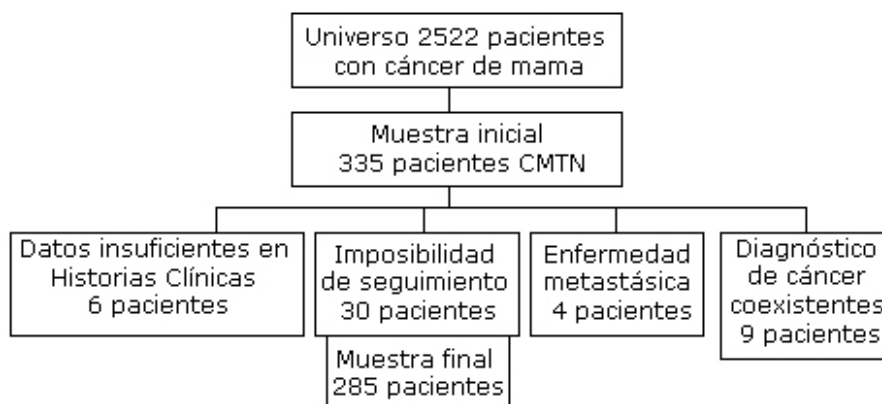 Universo 2522 pacientes
con cáncer de mama
Muestra inicial
335 pacientes CMTN
Datos insuficientes en
Historias Clínicas
6 pacientes
Imposibilidad
de seguimiento
30 pacientes
Enfermedad
metastásica
4 pacientes
Diagnóstico
de cáncer
coexistentes
9 pacientes
Muestra final
285 pacientes